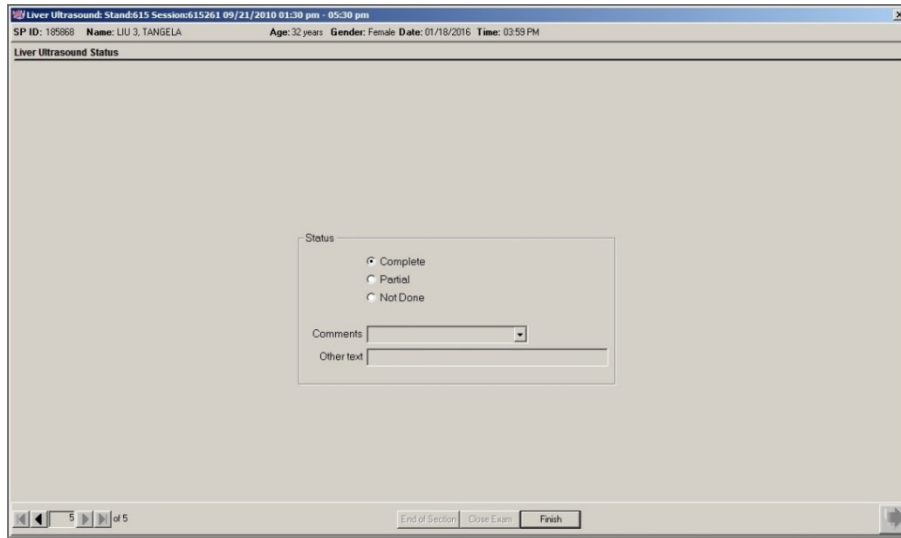 Liver Ultrasound: Stand:615 Session:615261 09/21/2010 01:30 pm - 05:30 pm
SP ID: 185868 Name: LIU 3, TANGELA Age: 32 years Gender: Female Date: 01/18/2016 Time: 03:59 PM
Liver Ultrasound Status
Status
Complete
Partial
Not Done
Comments
Other text
5 of 5 End of Section Close Exam Finish